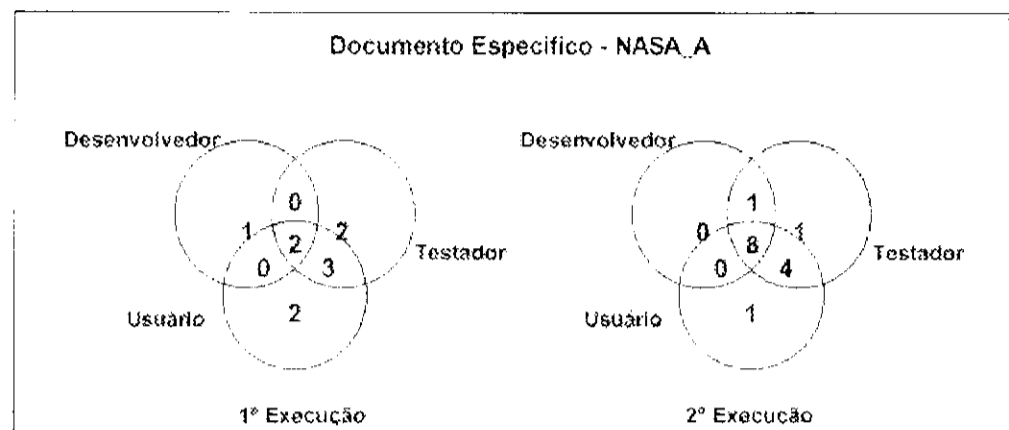 Documento Específico - NASA_A
Desenvolvedor
0
1
2
2
Testador
0
3
Usuário
2
1º Execução
Desenvolvedor
1
0
8
1
Testador
0
4
Usuário
1
2º Execução